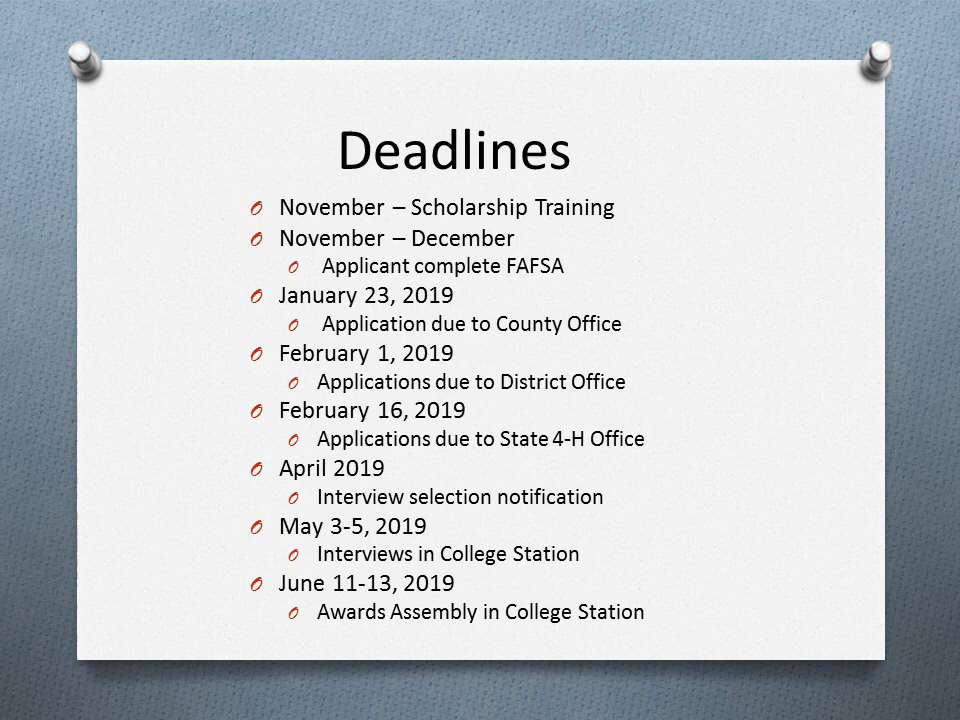 Deadlines
November – Scholarship Training
November – December
Applicant complete FAFSA
January 23, 2019
Application due to County Office
February 1, 2019
Applications due to District Office
February 16, 2019
Applications due to State 4-H Office
April 2019
Interview selection notification
May 3-5, 2019
Interviews in College Station
June 11-13, 2019
Awards Assembly in College Station